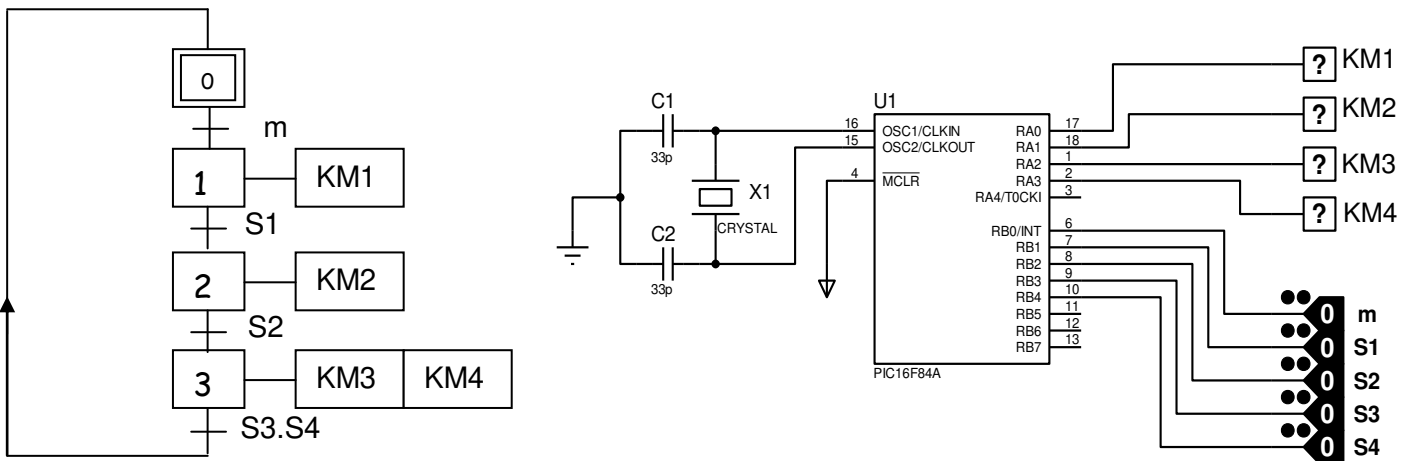 0
m
1 KM1
S1
2 KM2
S2
3 KM3 KM4
S3.S4
C1
33p
X1
CRYSTAL
C2
33p
U1
16 OSC1/CLKIN RA0 17
15 OSC2/CLKOUT RA1 18
RA2 1
4 MCLR RA3 2
RA4/T0CKI 3
RB0/INT 6
RB1 7
RB2 8
RB3 9
RB4 10
RB5 11
RB6 12
RB7 13
PIC16F84A
? KM1
? KM2
? KM3
? KM4
0 m
0 S1
0 S2
0 S3
0 S4